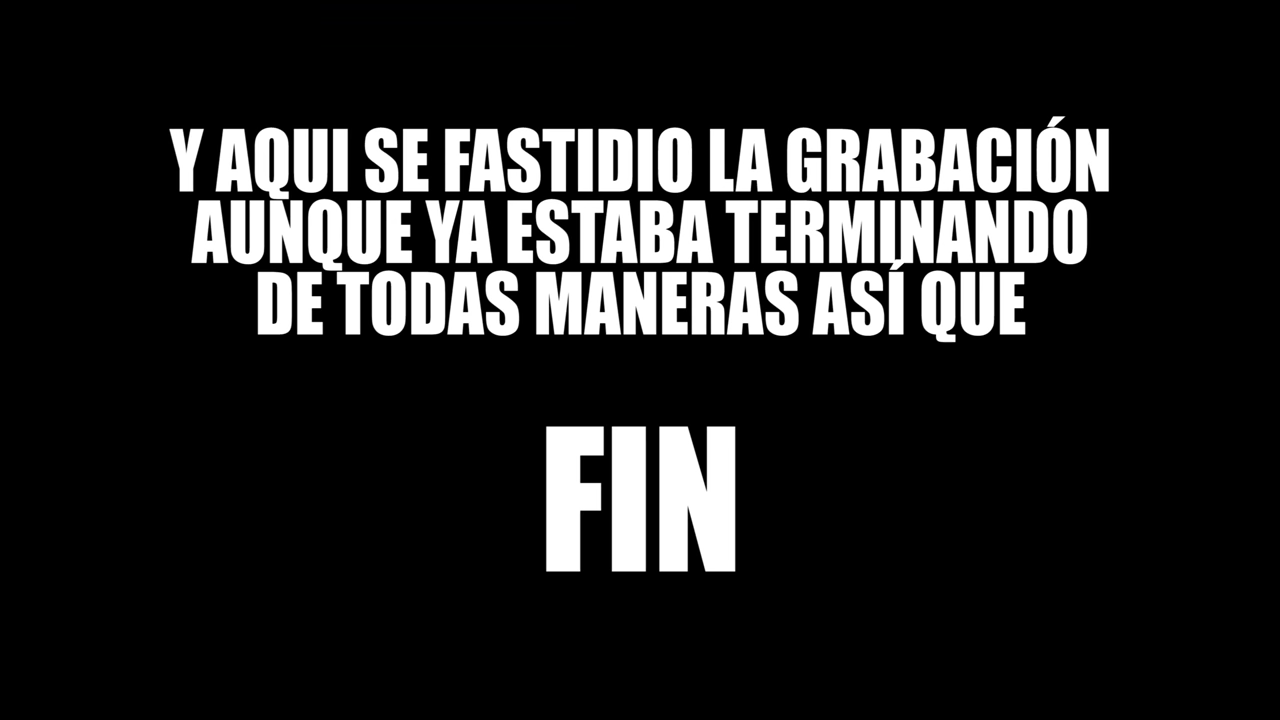 Y AQUI SE FASTIDIO LA GRABACIÓN
AUNQUE YA ESTABA TERMINANDO
DE TODAS MANERAS ASÍ QUE
FIN